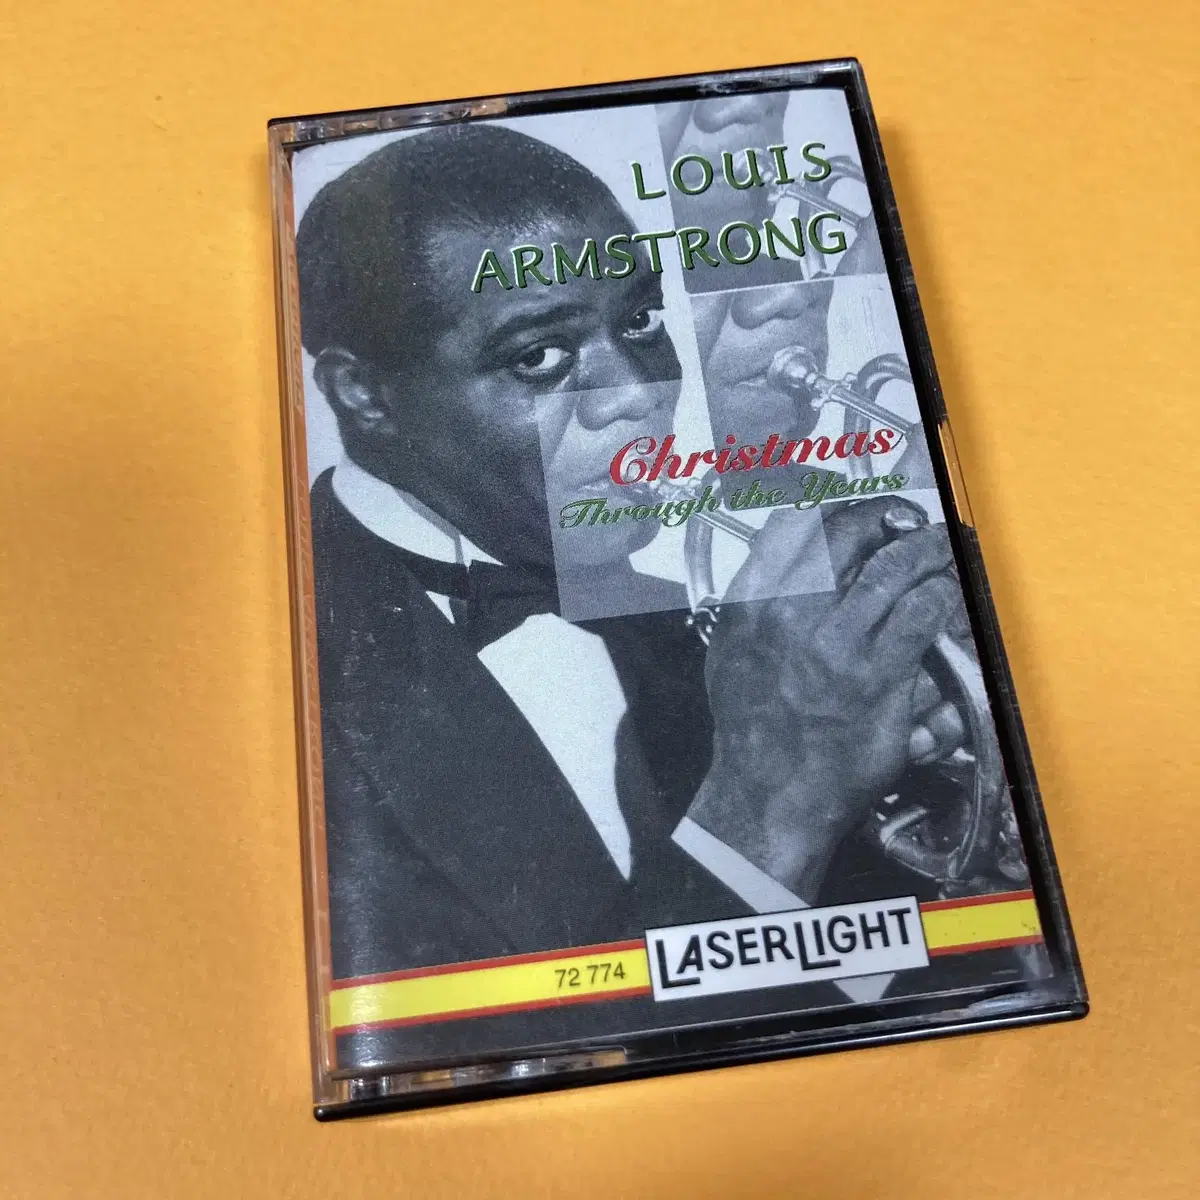 LOUIS
ARMSTRONG
Christmas
Through the Years
72 774
LASERLIGHT